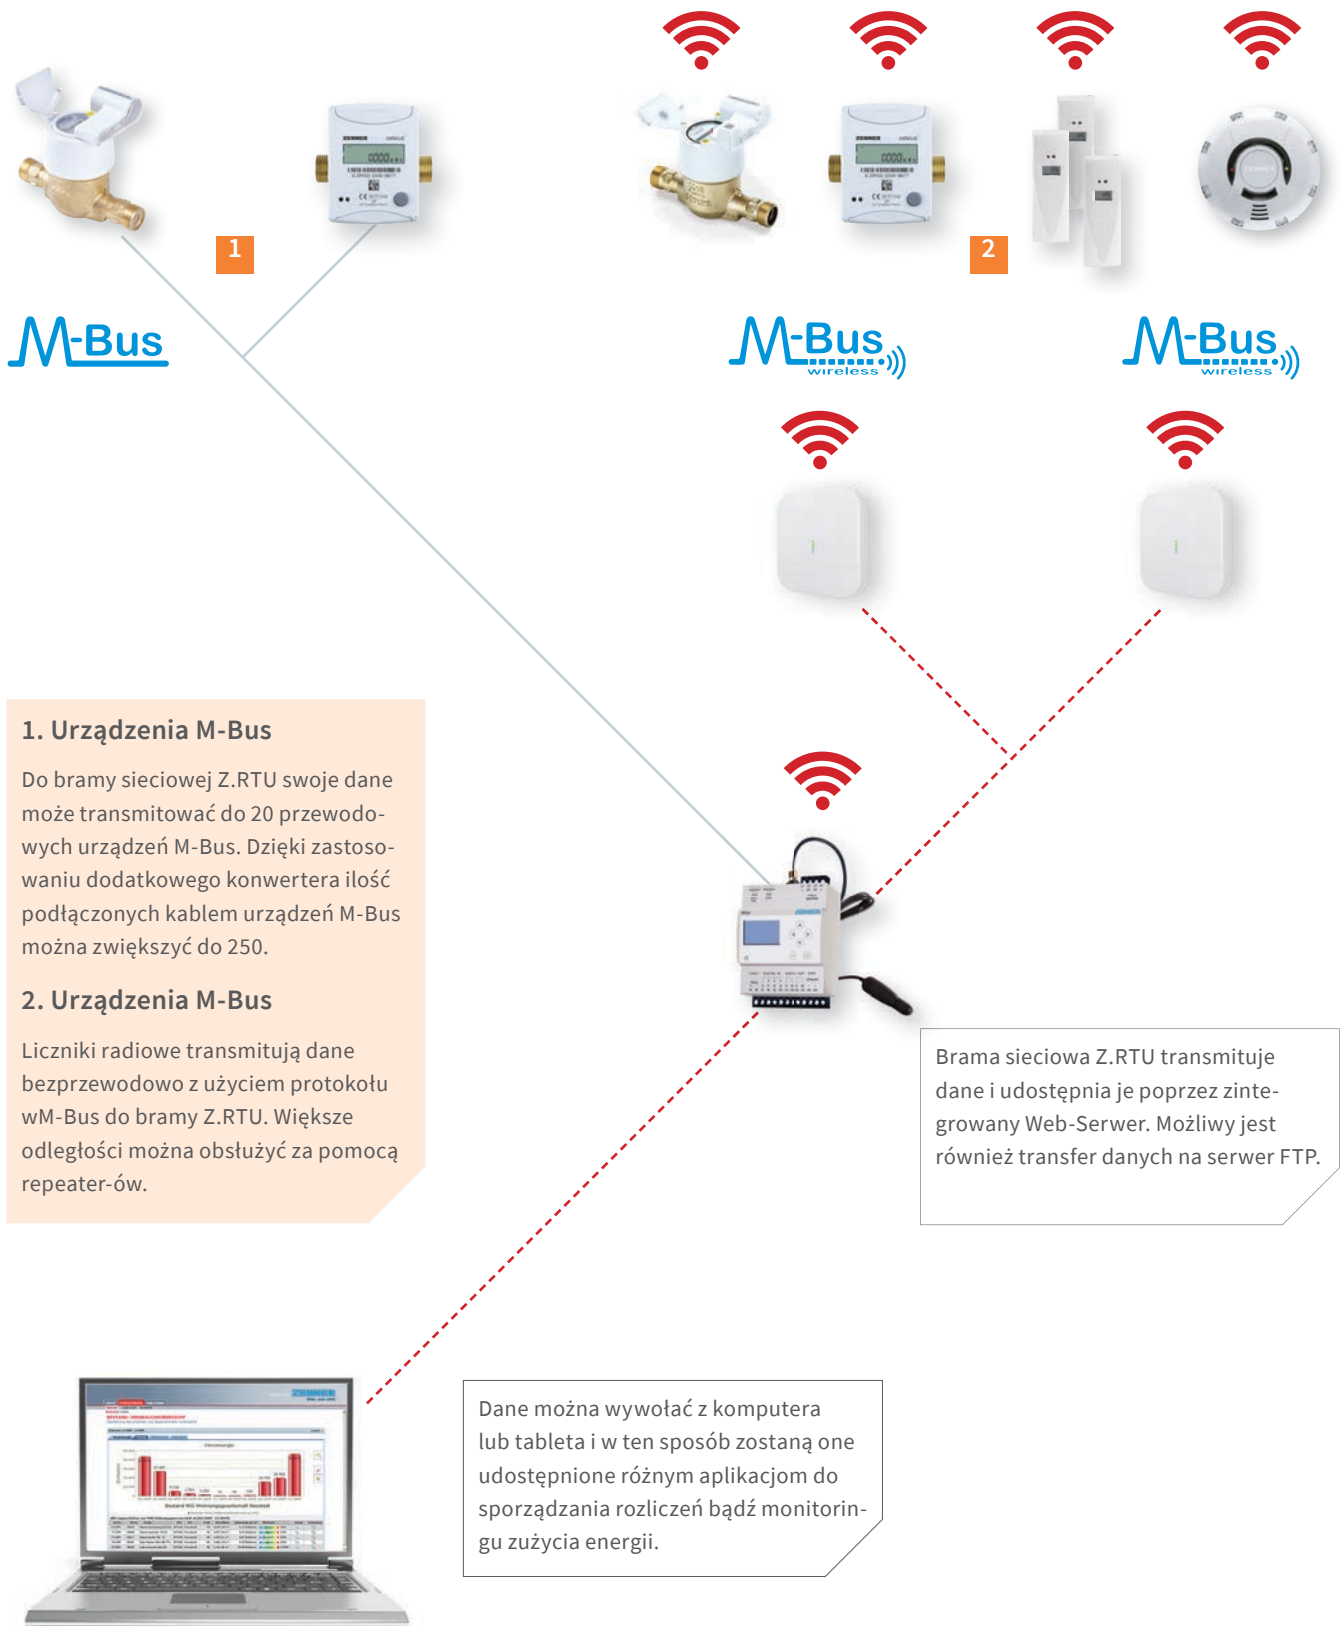 1
2
M-Bus
M-Bus
wireless
M-Bus
wireless
1. Urządzenia M-Bus
Do bramy sieciowej Z.RTU swoje dane
może transmitować do 20 przewodo-
wych urządzeń M-Bus. Dzięki zastoso-
waniu dodatkowego konwertera ilość
podłączonych kablem urządzeń M-Bus
można zwiększyć do 250.
2. Urządzenia M-Bus
Liczniki radiowe transmitują dane
bezprzewodowo z użyciem protokołu
wM-Bus do bramy Z.RTU. Większe
odległości można obsłużyć za pomocą
repeater-ów.
Brama sieciowa Z.RTU transmituje
dane i udostępnia je poprzez zinte-
growany Web-Serwer. Możliwy jest
również transfer danych na serwer FTP.
ZENNER
Dane można wywołać z komputera
lub tableta i w ten sposób zostaną one
udostępnione różnym aplikacjom do
sporządzania rozliczeń bądź monitorin-
gu zużycia energii.